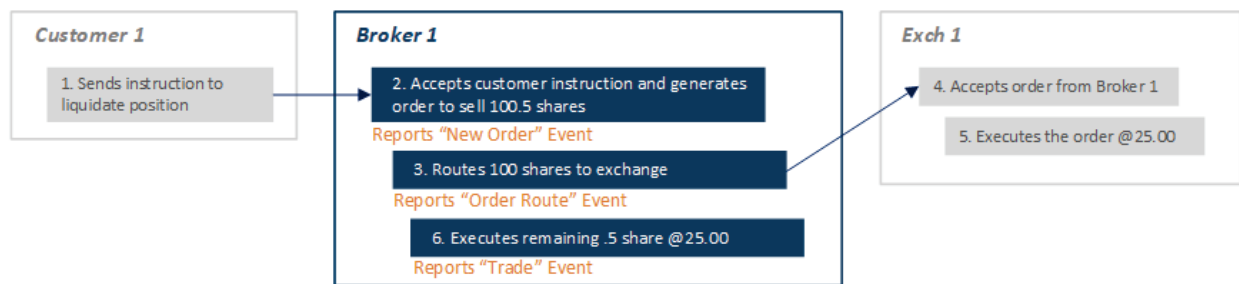 Customer 1
1. Sends instruction to
liquidate position
Broker 1
2. Accepts customer instruction and generates
order to sell 100.5 shares
Reports “New Order” Event
3. Routes 100 shares to exchange
Reports “Order Route” Event
6. Executes remaining .5 share @25.00
Reports “Trade” Event
Exch 1
4. Accepts order from Broker 1
5. Executes the order @25.00